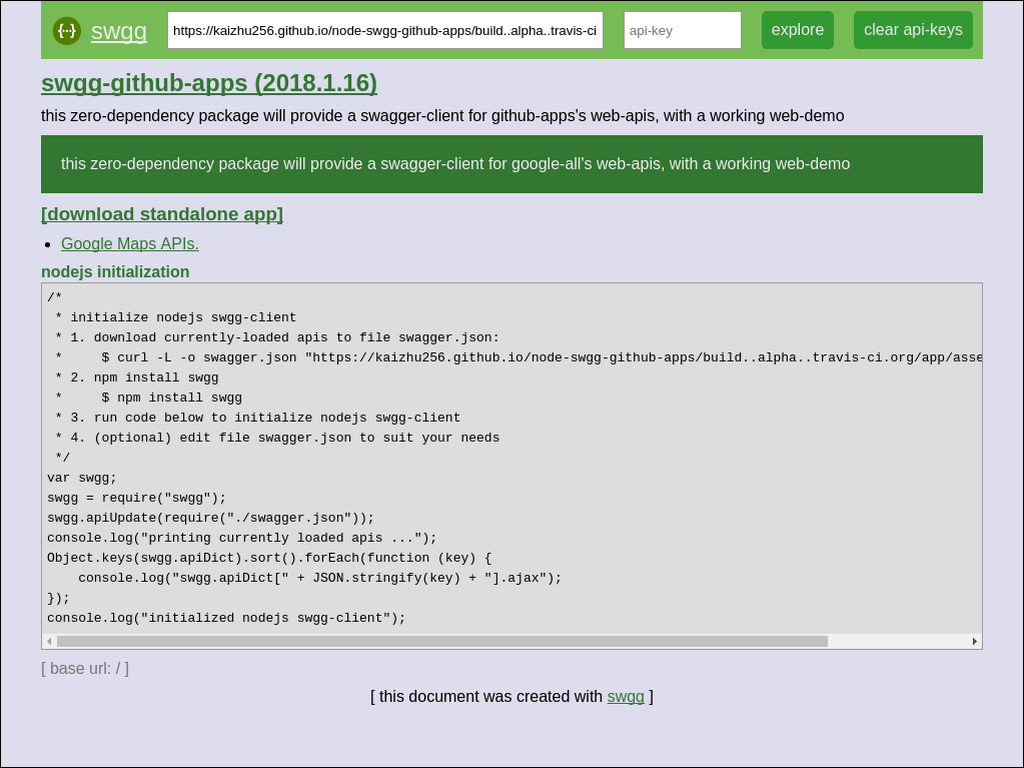 {··} swgg https://kaizhu256.github.io/node-swgg-github-apps/build..alpha..travis-ci api-key explore clear api-keys
swgg-github-apps (2018.1.16)
this zero-dependency package will provide a swagger-client for github-apps's web-apis, with a working web-demo
this zero-dependency package will provide a swagger-client for google-all's web-apis, with a working web-demo
[download standalone app]
Google Maps APIs.
nodejs initialization
/*
 * initialize nodejs swgg-client
 * 1. download currently-loaded apis to file swagger.json:
 *     $ curl -L -o swagger.json "https://kaizhu256.github.io/node-swgg-github-apps/build..alpha..travis-ci.org/app/asse
 * 2. npm install swgg
 *     $ npm install swgg
 * 3. run code below to initialize nodejs swgg-client
 * 4. (optional) edit file swagger.json to suit your needs
 */
var swgg;
swgg = require("swgg");
swgg.apiUpdate(require("./swagger.json"));
console.log("printing currently loaded apis ...");
Object.keys(swgg.apiDict).sort().forEach(function (key) {
    console.log("swgg.apiDict[" + JSON.stringify(key) + "].ajax");
});
console.log("initialized nodejs swgg-client");
[ base url: / ]
[ this document was created with swgg ]